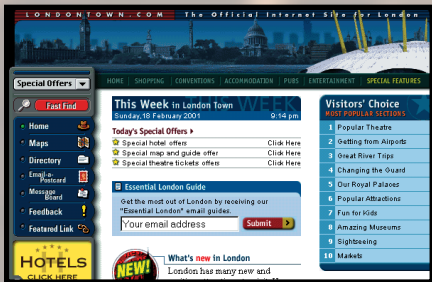 LONDONTOWN.COM The Official Internet Site for London
Special Offers
HOME SHOPPING CONVENTIONS ACCOMMODATION PUBS ENTERTAINMENT SPECIAL FEATURES
Fast Find
Home
Maps
Directory
Email-a-
Postcard
Message
Board
Feedback
Featured Link
HOTELS
CLICK HERE
This Week in London Town
Sunday, 18 February 2001 9:14 pm
Today's Special Offers
Special hotel offers Click Here
Special map and guide offer Click Here
Special theatre tickets offers Click Here
Essential London Guide
Get the most out of London by receiving our
"Essential London" email guides.
Your email address Submit
NEW!
What's new in London
London has many new and
Visitors' Choice
MOST POPULAR SECTIONS
1 Popular Theatre
2 Getting from Airports
3 Great River Trips
4 Changing the Guard
5 Our Royal Palaces
6 Popular Attractions
7 Fun for Kids
8 Amazing Museums
9 Sightseeing
10 Markets